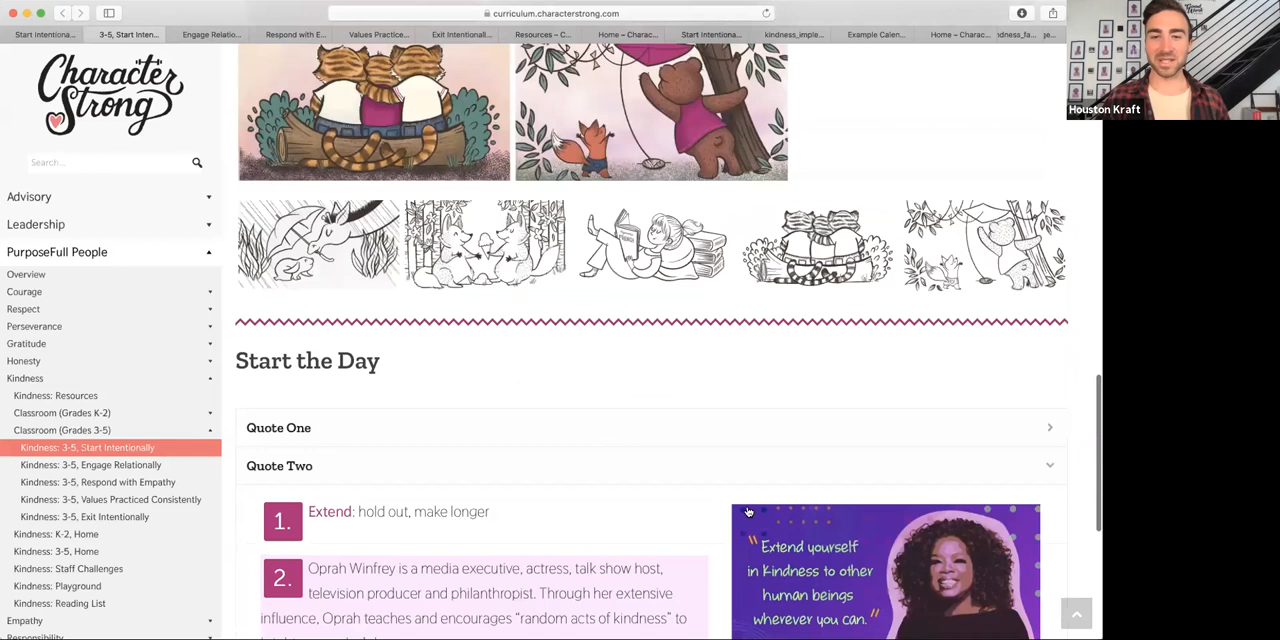 curriculum.characterstrong.com
Start Intentiona...
3-5, Start Inten...
Engage Relatio...
Respond with E...
Values Practice...
Exit Intentionall...
Resources – C...
Home – Charac...
Start Intentiona...
kindness_imple...
Example Calen...
Home – Charac...
ndness_fa...
Houston Kraft
Character
Strong
Search...
Advisory
Leadership
PurposeFull People
Overview
Courage
Respect
Perseverance
Gratitude
Honesty
Kindness
Kindness: Resources
Classroom (Grades K-2)
Classroom (Grades 3-5)
Kindness: 3-5, Start Intentionally
Kindness: 3-5, Engage Relationally
Kindness: 3-5, Respond with Empathy
Kindness: 3-5, Values Practiced Consistently
Kindness: 3-5, Exit Intentionally
Kindness: K-2, Home
Kindness: 3-5, Home
Kindness: Staff Challenges
Kindness: Playground
Kindness: Reading List
Empathy
Responsibility
Start the Day
Quote One
Quote Two
1. Extend: hold out, make longer
2. Oprah Winfrey is a media executive, actress, talk show host,
television producer and philanthropist. Through her extensive
influence, Oprah teaches and encourages "random acts of kindness" to
"Extend yourself
in kindness to other
human beings
wherever you can."